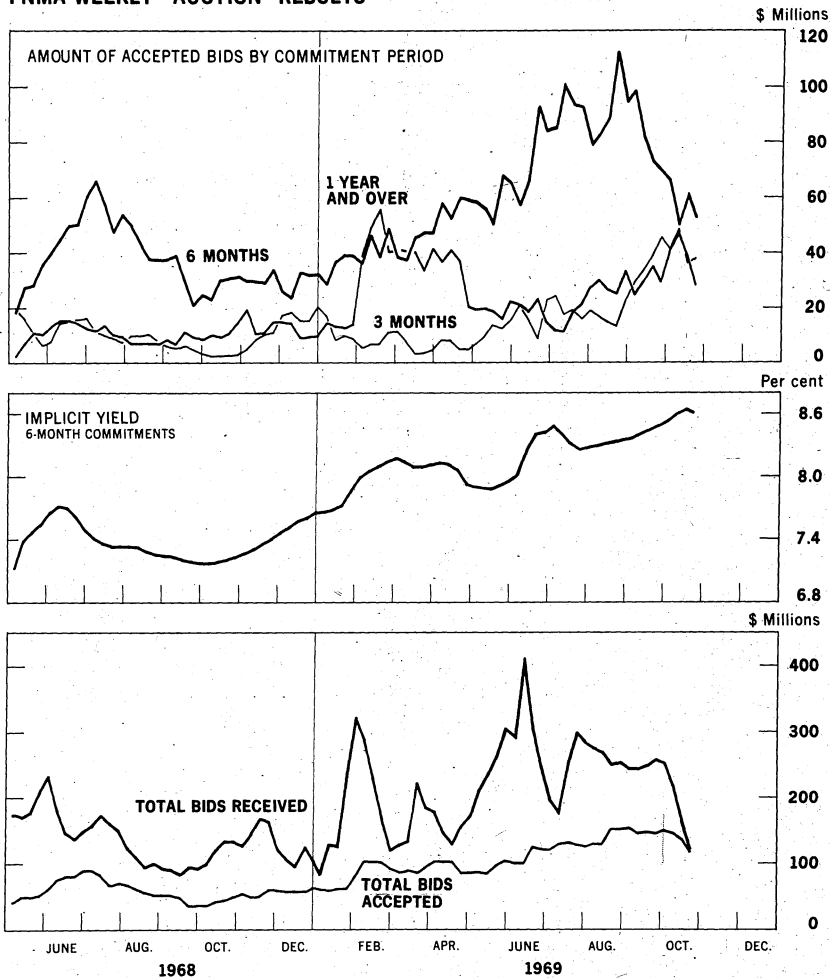 FNMA WEEKLY AUCTION RESULTS
$ Millions
AMOUNT OF ACCEPTED BIDS BY COMMITMENT PERIOD
120
100
80
1 YEAR
AND OVER
60
6 MONTHS
40
3 MONTHS
20
0
Per cent
IMPLICIT YIELD
6-MONTH COMMITMENTS
8.6
8.0
7.4
6.8
$ Millions
400
300
TOTAL BIDS RECEIVED
200
100
TOTAL BIDS
ACCEPTED
0
JUNE AUG. OCT. DEC. FEB. APR. JUNE AUG. OCT. DEC.
1968 1969